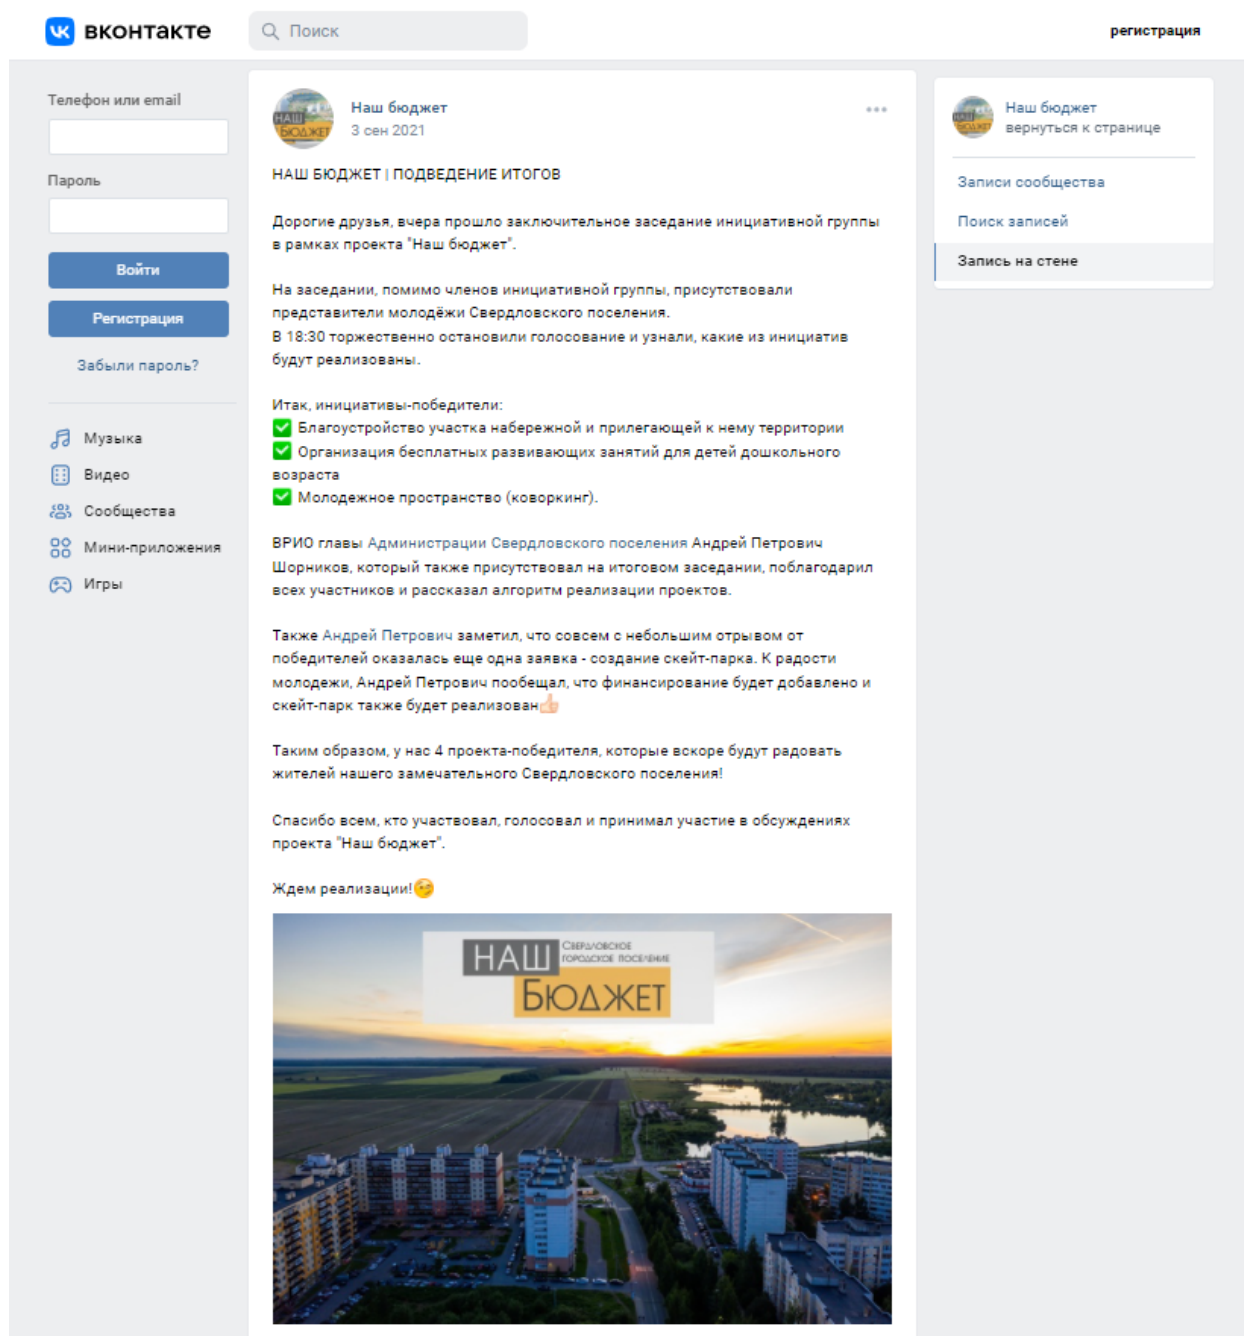 вконтакте
Поиск
регистрация
Телефон или email
Пароль
Войти
Регистрация
Забыли пароль?
Музыка
Видео
Сообщества
Мини-приложения
Игры
Наш бюджет
3 сен 2021
НАШ БЮДЖЕТ | ПОДВЕДЕНИЕ ИТОГОВ
Дорогие друзья, вчера прошло заключительное заседание инициативной группы
в рамках проекта "Наш бюджет".
На заседании, помимо членов инициативной группы, присутствовали
представители молодёжи Свердловского поселения.
В 18:30 торжественно остановили голосование и узнали, какие из инициатив
будут реализованы.
Итак, инициативы-победители:
✅ Благоустройство участка набережной и прилегающей к нему территории
✅ Организация бесплатных развивающих занятий для детей дошкольного
возраста
✅ Молодежное пространство (коворкинг).
ВРИО главы Администрации Свердловского поселения Андрей Петрович
Шорников, который также присутствовал на итоговом заседании, поблагодарил
всех участников и рассказал алгоритм реализации проектов.
Также Андрей Петрович заметил, что совсем с небольшим отрывом от
победителей оказалась еще одна заявка - создание скейт-парка. К радости
молодежи, Андрей Петрович пообещал, что финансирование будет добавлено и
скейт-парк также будет реализован👍🏻
Таким образом, у нас 4 проекта-победителя, которые вскоре будут радовать
жителей нашего замечательного Свердловского поселения!
Спасибо всем, кто участвовал, голосовал и принимал участие в обсуждениях
проекта "Наш бюджет".
Ждем реализации!
НАШ
Свердловское
городское поселение
Бюджет
Наш бюджет
вернуться к странице
Записи сообщества
Поиск записей
Запись на стене